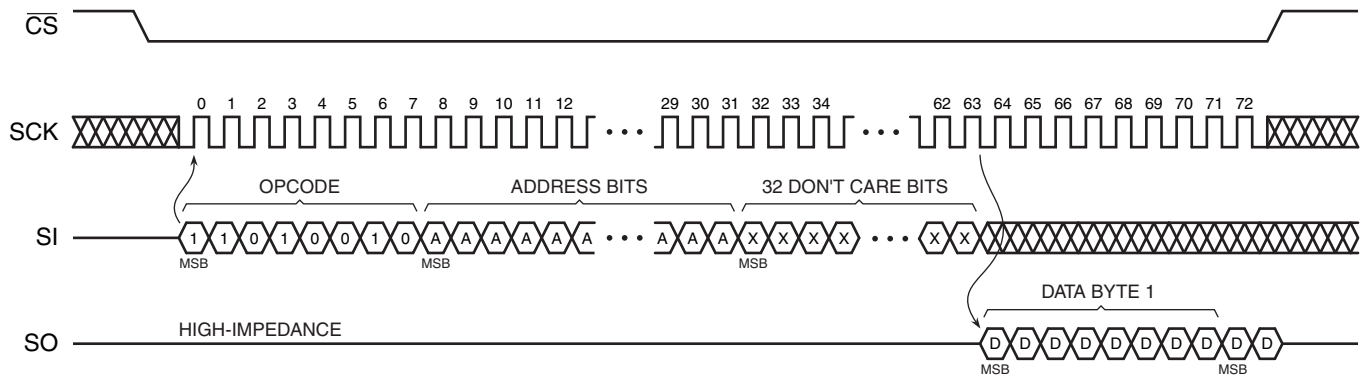 CS
0 1 2 3 4 5 6 7 8 9 10 11 12 29 30 31 32 33 34 62 63 64 65 66 67 68 69 70 71 72
SCK
OPCODE ADDRESS BITS 32 DON'T CARE BITS
SI 1 1 0 1 0 0 1 0 A A A A A A A A A X X X X X X
MSB MSB MSB
DATA BYTE 1
HIGH-IMPEDANCE
SO D D D D D D D D D D
MSB MSB